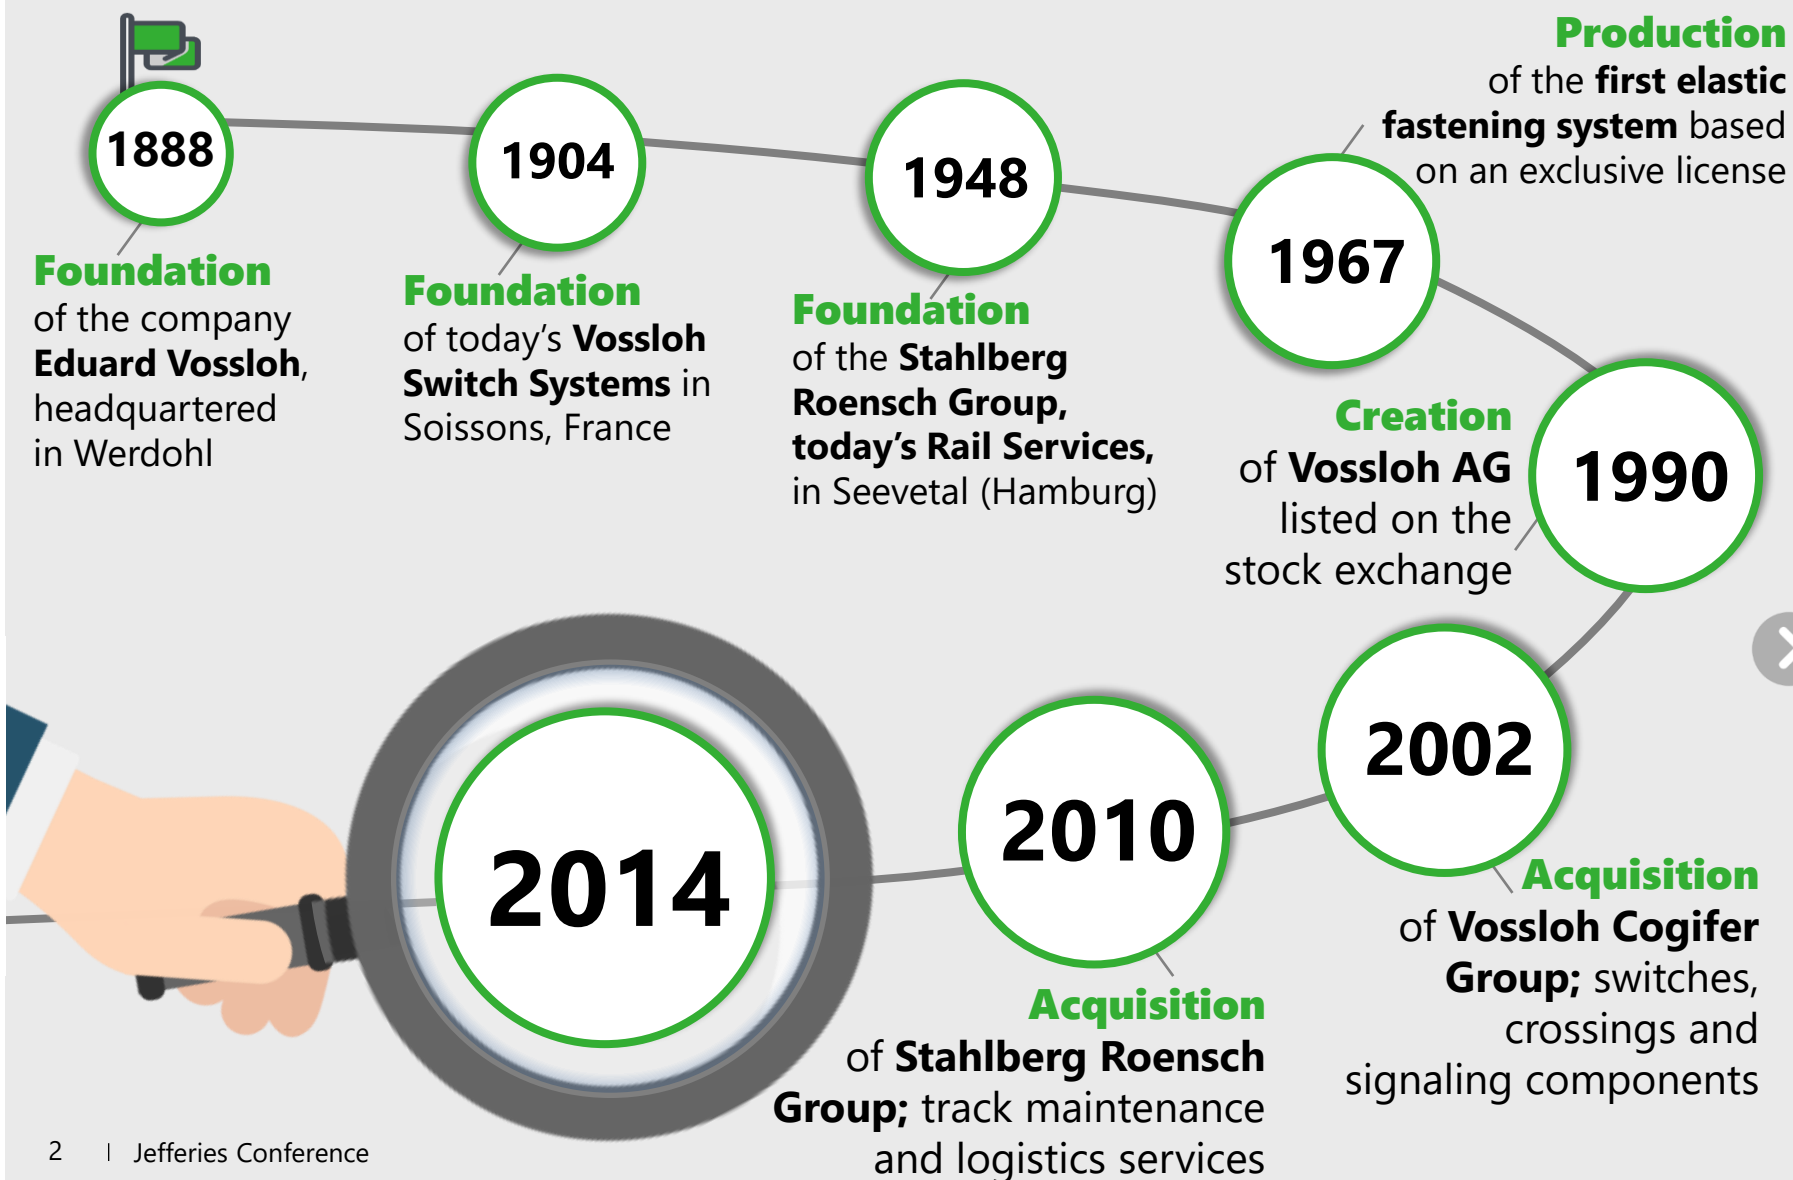 1888
Foundation
of the company
Eduard Vossloh,
headquartered
in Werdohl
1904
Foundation
of today’s Vossloh
Switch Systems in
Soissons, France
1948
Foundation
of the Stahlberg
Roensch Group,
today’s Rail Services,
in Seevetal (Hamburg)
1967
Production
of the first elastic
fastening system based
on an exclusive license
1990
Creation
of Vossloh AG
listed on the
stock exchange
2002
Acquisition
of Vossloh Cogifer
Group; switches,
crossings and
signaling components
2010
Acquisition
of Stahlberg Roensch
Group; track maintenance
and logistics services
2014
2 | Jefferies Conference